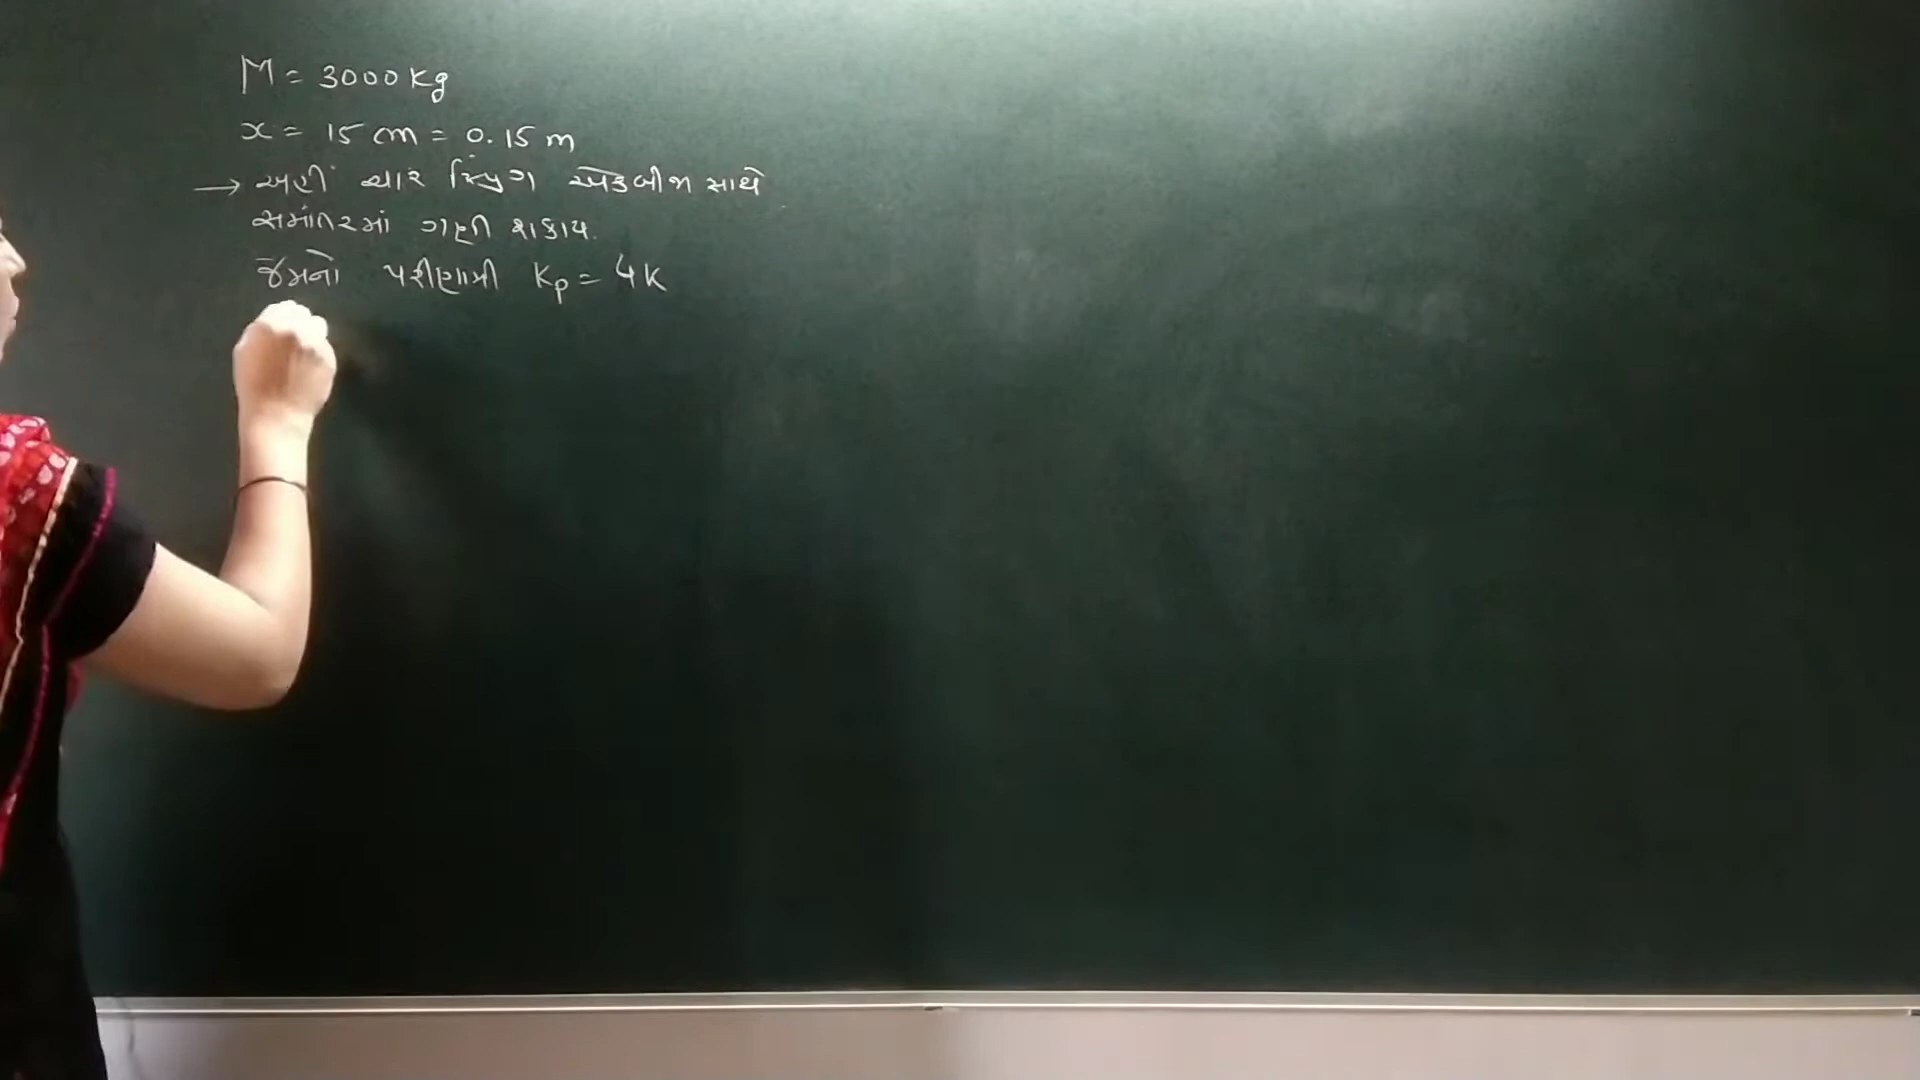 M = 3000 kg
x = 15 cm = 0.15 m
→ અહીં ચાર સ્પ્રિંગ એકબીજા સાથે
સમાંતરમાં ગણી શકાય.
જેમનો પરીણામી Kp = 4K